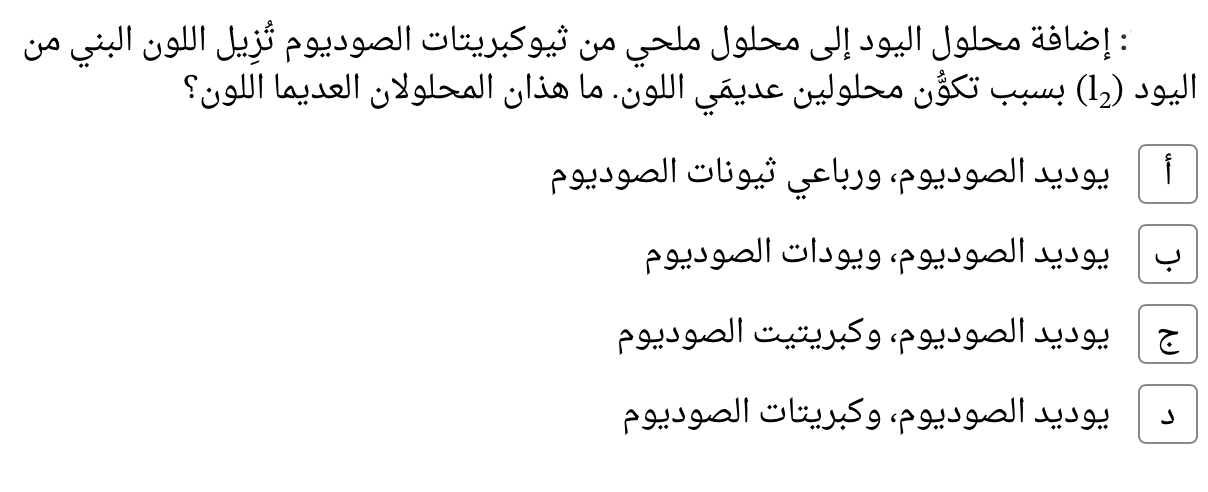 : إضافة محلول اليود إلى محلول ملحي من ثيوكبريتات الصوديوم تُزِيل اللون البني من
اليود (I₂) بسبب تكوُّن محلولين عديمَي اللون. ما هذان المحلولان العديما اللون؟
أ يوديد الصوديوم، ورباعي ثيونات الصوديوم
ب يوديد الصوديوم، ويودات الصوديوم
ج يوديد الصوديوم، وكبريتيت الصوديوم
د يوديد الصوديوم، وكبريتات الصوديوم